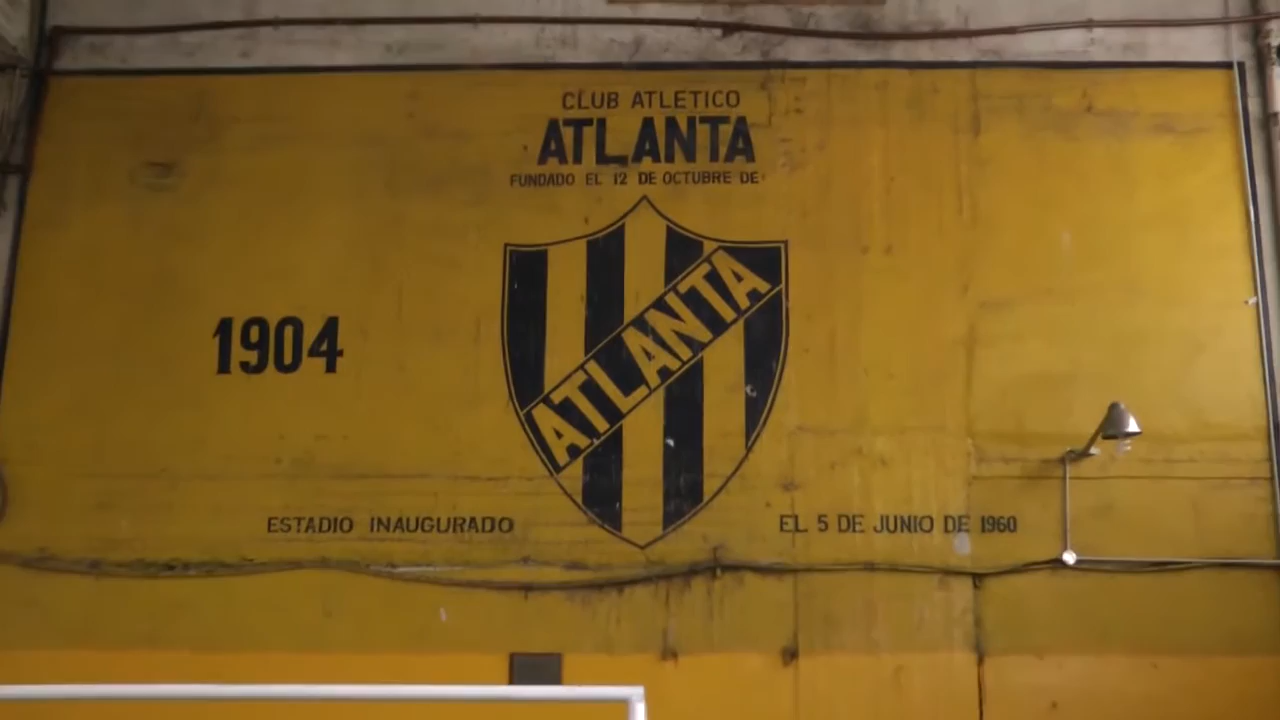 CLUB ATLETICO
ATLANTA
FUNDADO EL 12 DE OCTUBRE DE
ATLANTA
1904
ESTADIO INAUGURADO EL 5 DE JUNIO DE 1960